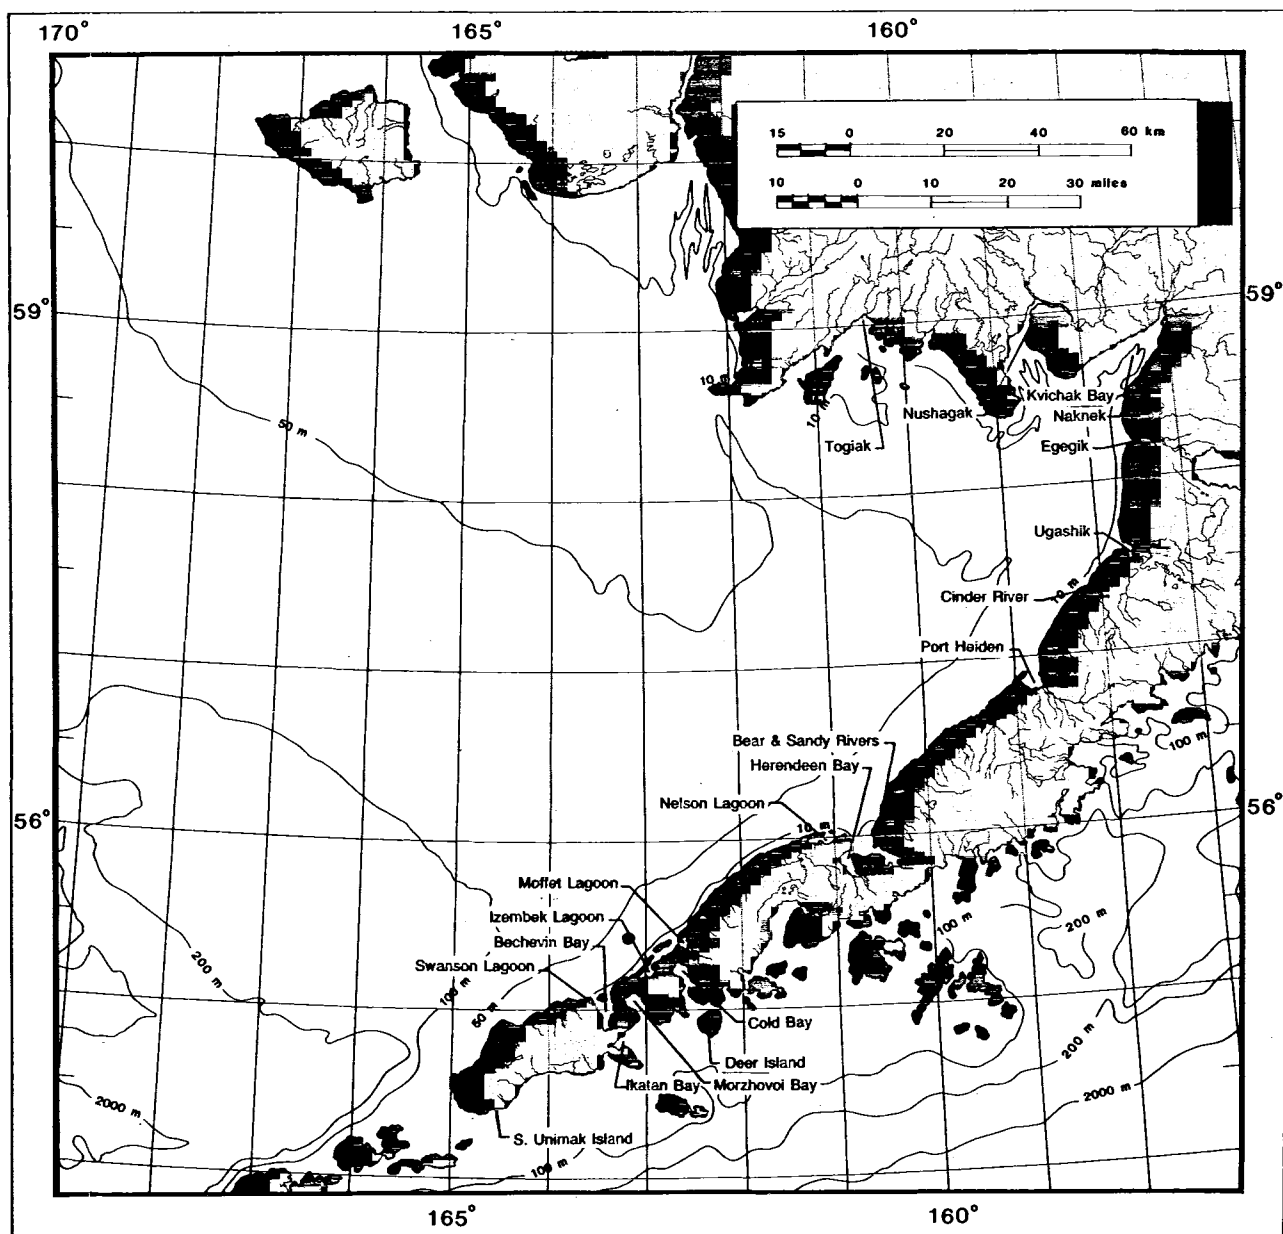 170°
165°
160°
15 0 20 40 60 km
10 0 10 20 30 miles
59°
59°
10 m
10 m
50 m
Kvichak Bay
Nushagak
Naknek
Togiak
Egegik
Ugashik
10 m
Cinder River
Port Heiden
100 m
Bear & Sandy Rivers
Herendeen Bay
Nelson Lagoon
56°
10 m
56°
Moffet Lagoon
Izembek Lagoon
100 m
200 m
Bechevin Bay
Swanson Lagoon
200 m
100 m
50 m
Cold Bay
200 m
Deer Island
Ikatan Bay
Morzhovoi Bay
2000 m
2000 m
S. Unimak Island
100 m
165°
160°